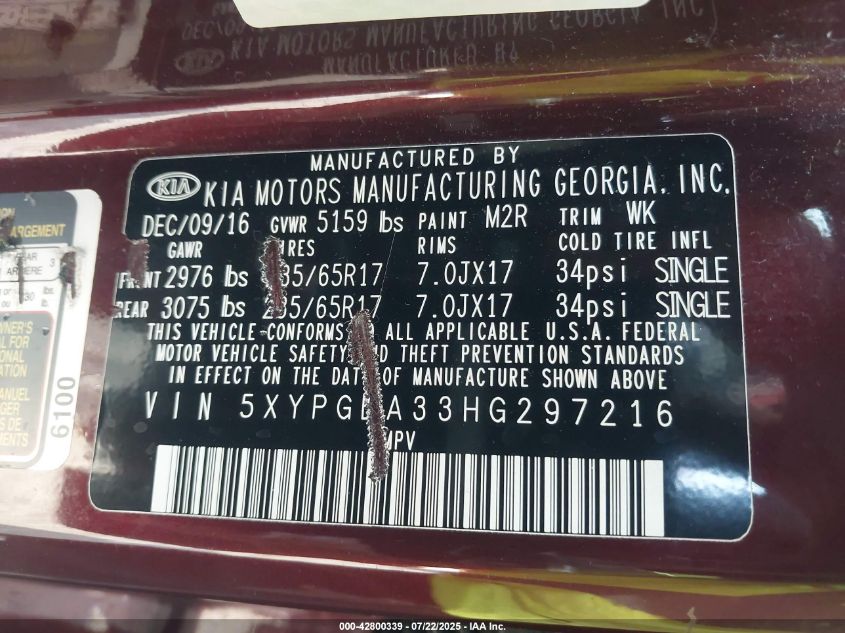 MANUFACTURED BY
KIA KIA MOTORS MANUFACTURING GEORGIA, INC.
DEC/09/16 GVWR 5159 lbs PAINT M2R TRIM WK
GAWR RIMS COLD TIRE INFL
2976 lbs 7.0JX17 34psi SINGLE
REAR 3075 lbs 7.0JX17 34psi SINGLE
THIS VEHICLE CONFORMS ALL APPLICABLE U.S.A. FEDERAL
MOTOR VEHICLE SAFETY THEFT PREVENTION STANDARDS
IN EFFECT ON THE OF MANUFACTURE SHOWN ABOVE
VIN
6100
000-42800339 - 07/22/2025 - IAA Inc.